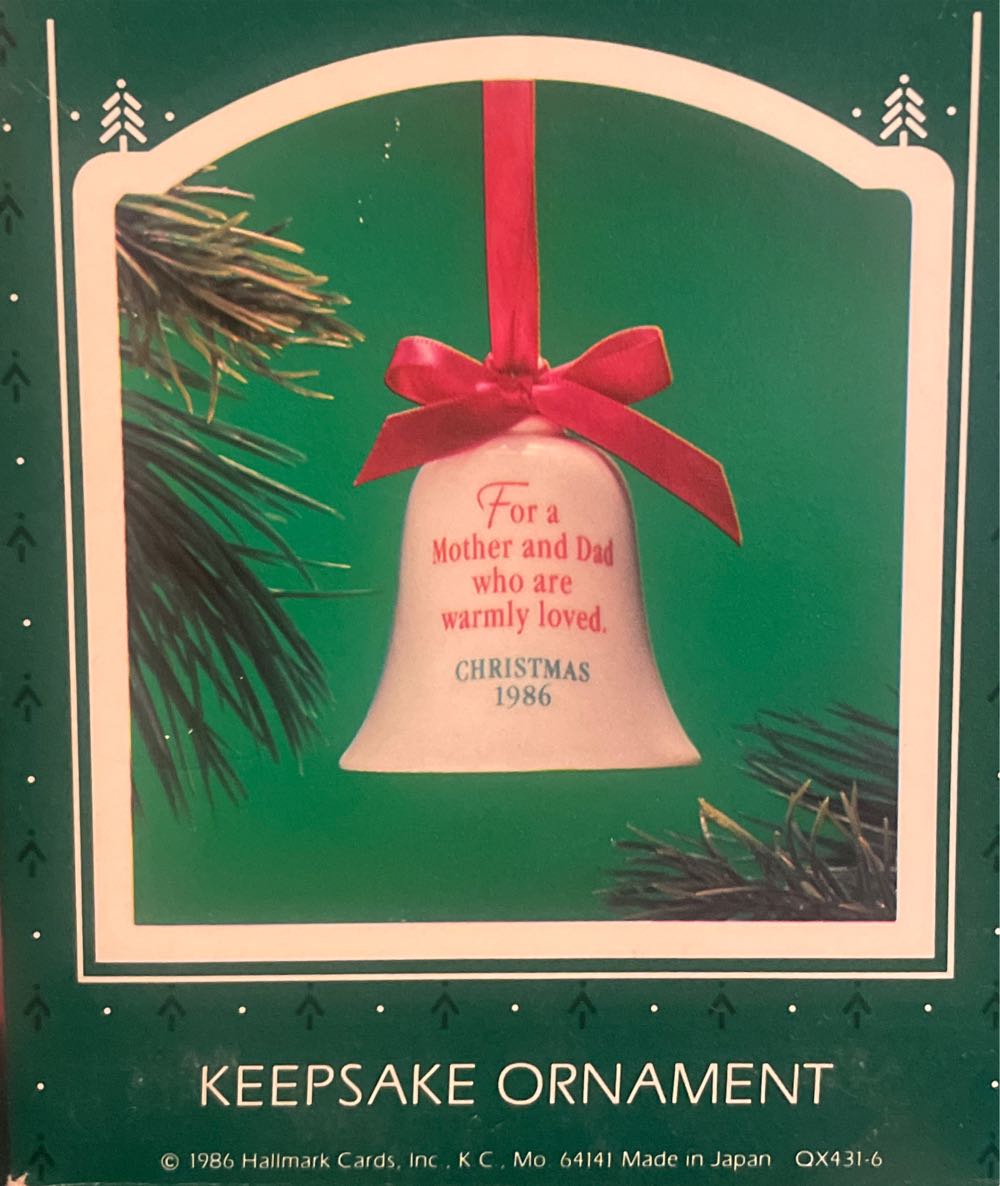 For a
Mother and Dad
who are
warmly loved.
CHRISTMAS
1986
KEEPSAKE ORNAMENT
© 1986 Hallmark Cards, Inc., K.C., Mo. 64141 Made in Japan QX431-6